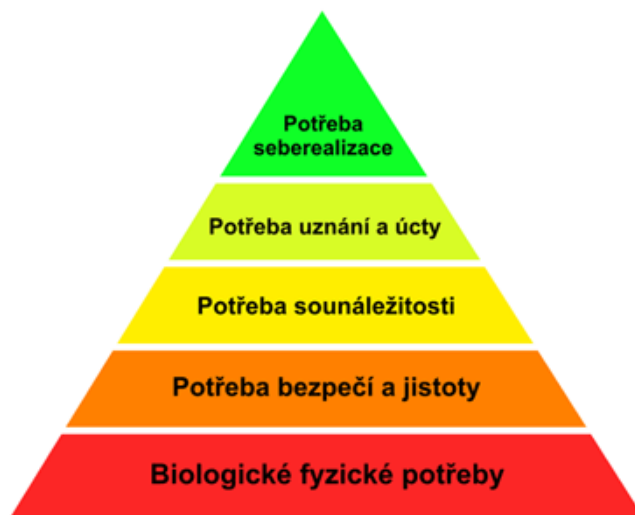 Potřeba
seberealizace
Potřeba uznání a úcty
Potřeba sounáležitosti
Potřeba bezpečí a jistoty
Biologické fyzické potřeby